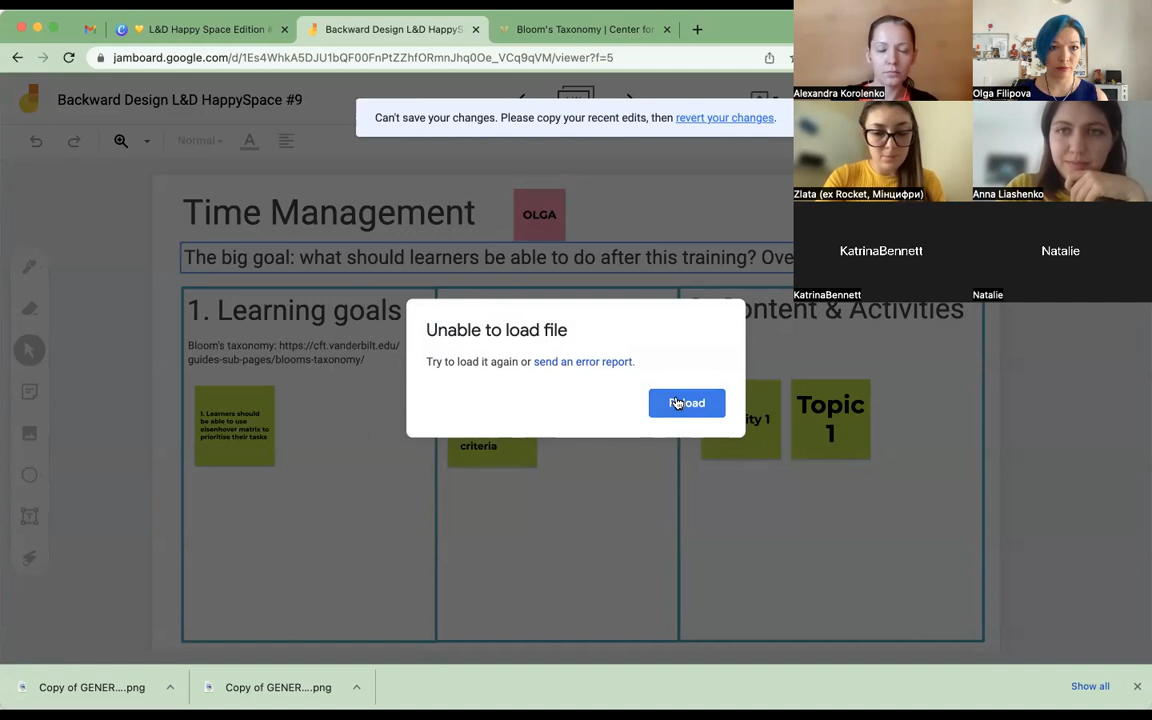 L&D Happy Space Edition
Backward Design L&D HappyS
Bloom's Taxonomy | Center for
jamboard.google.com/d/1Es4WhkA5DJU1bQF00FnPtZZhfORmnJhq0Oe_VCq9qVM/viewer?f=5
Backward Design L&D HappySpace #9
Can't save your changes. Please copy your recent edits, then revert your changes.
Normal
Time Management
OLGA
The big goal: what should learners be able to do after this training? Ove
1. Learning goals
ontent & Activities
Bloom's taxonomy: https://cft.vanderbilt.edu/
guides-sub-pages/blooms-taxonomy/
1. Learners should
be able to use
eisenhover matrix to
prioritise their tasks
criteria
ity 1
Topic
1
Unable to load file
Try to load it again or send an error report.
Reload
Alexandra Korolenko
Olga Filipova
Zlata (ex Rocket, Мінцифри)
Anna Liashenko
KatrinaBennett
Natalie
KatrinaBennett
Natalie
Copy of GENER....png
Copy of GENER....png
Show all